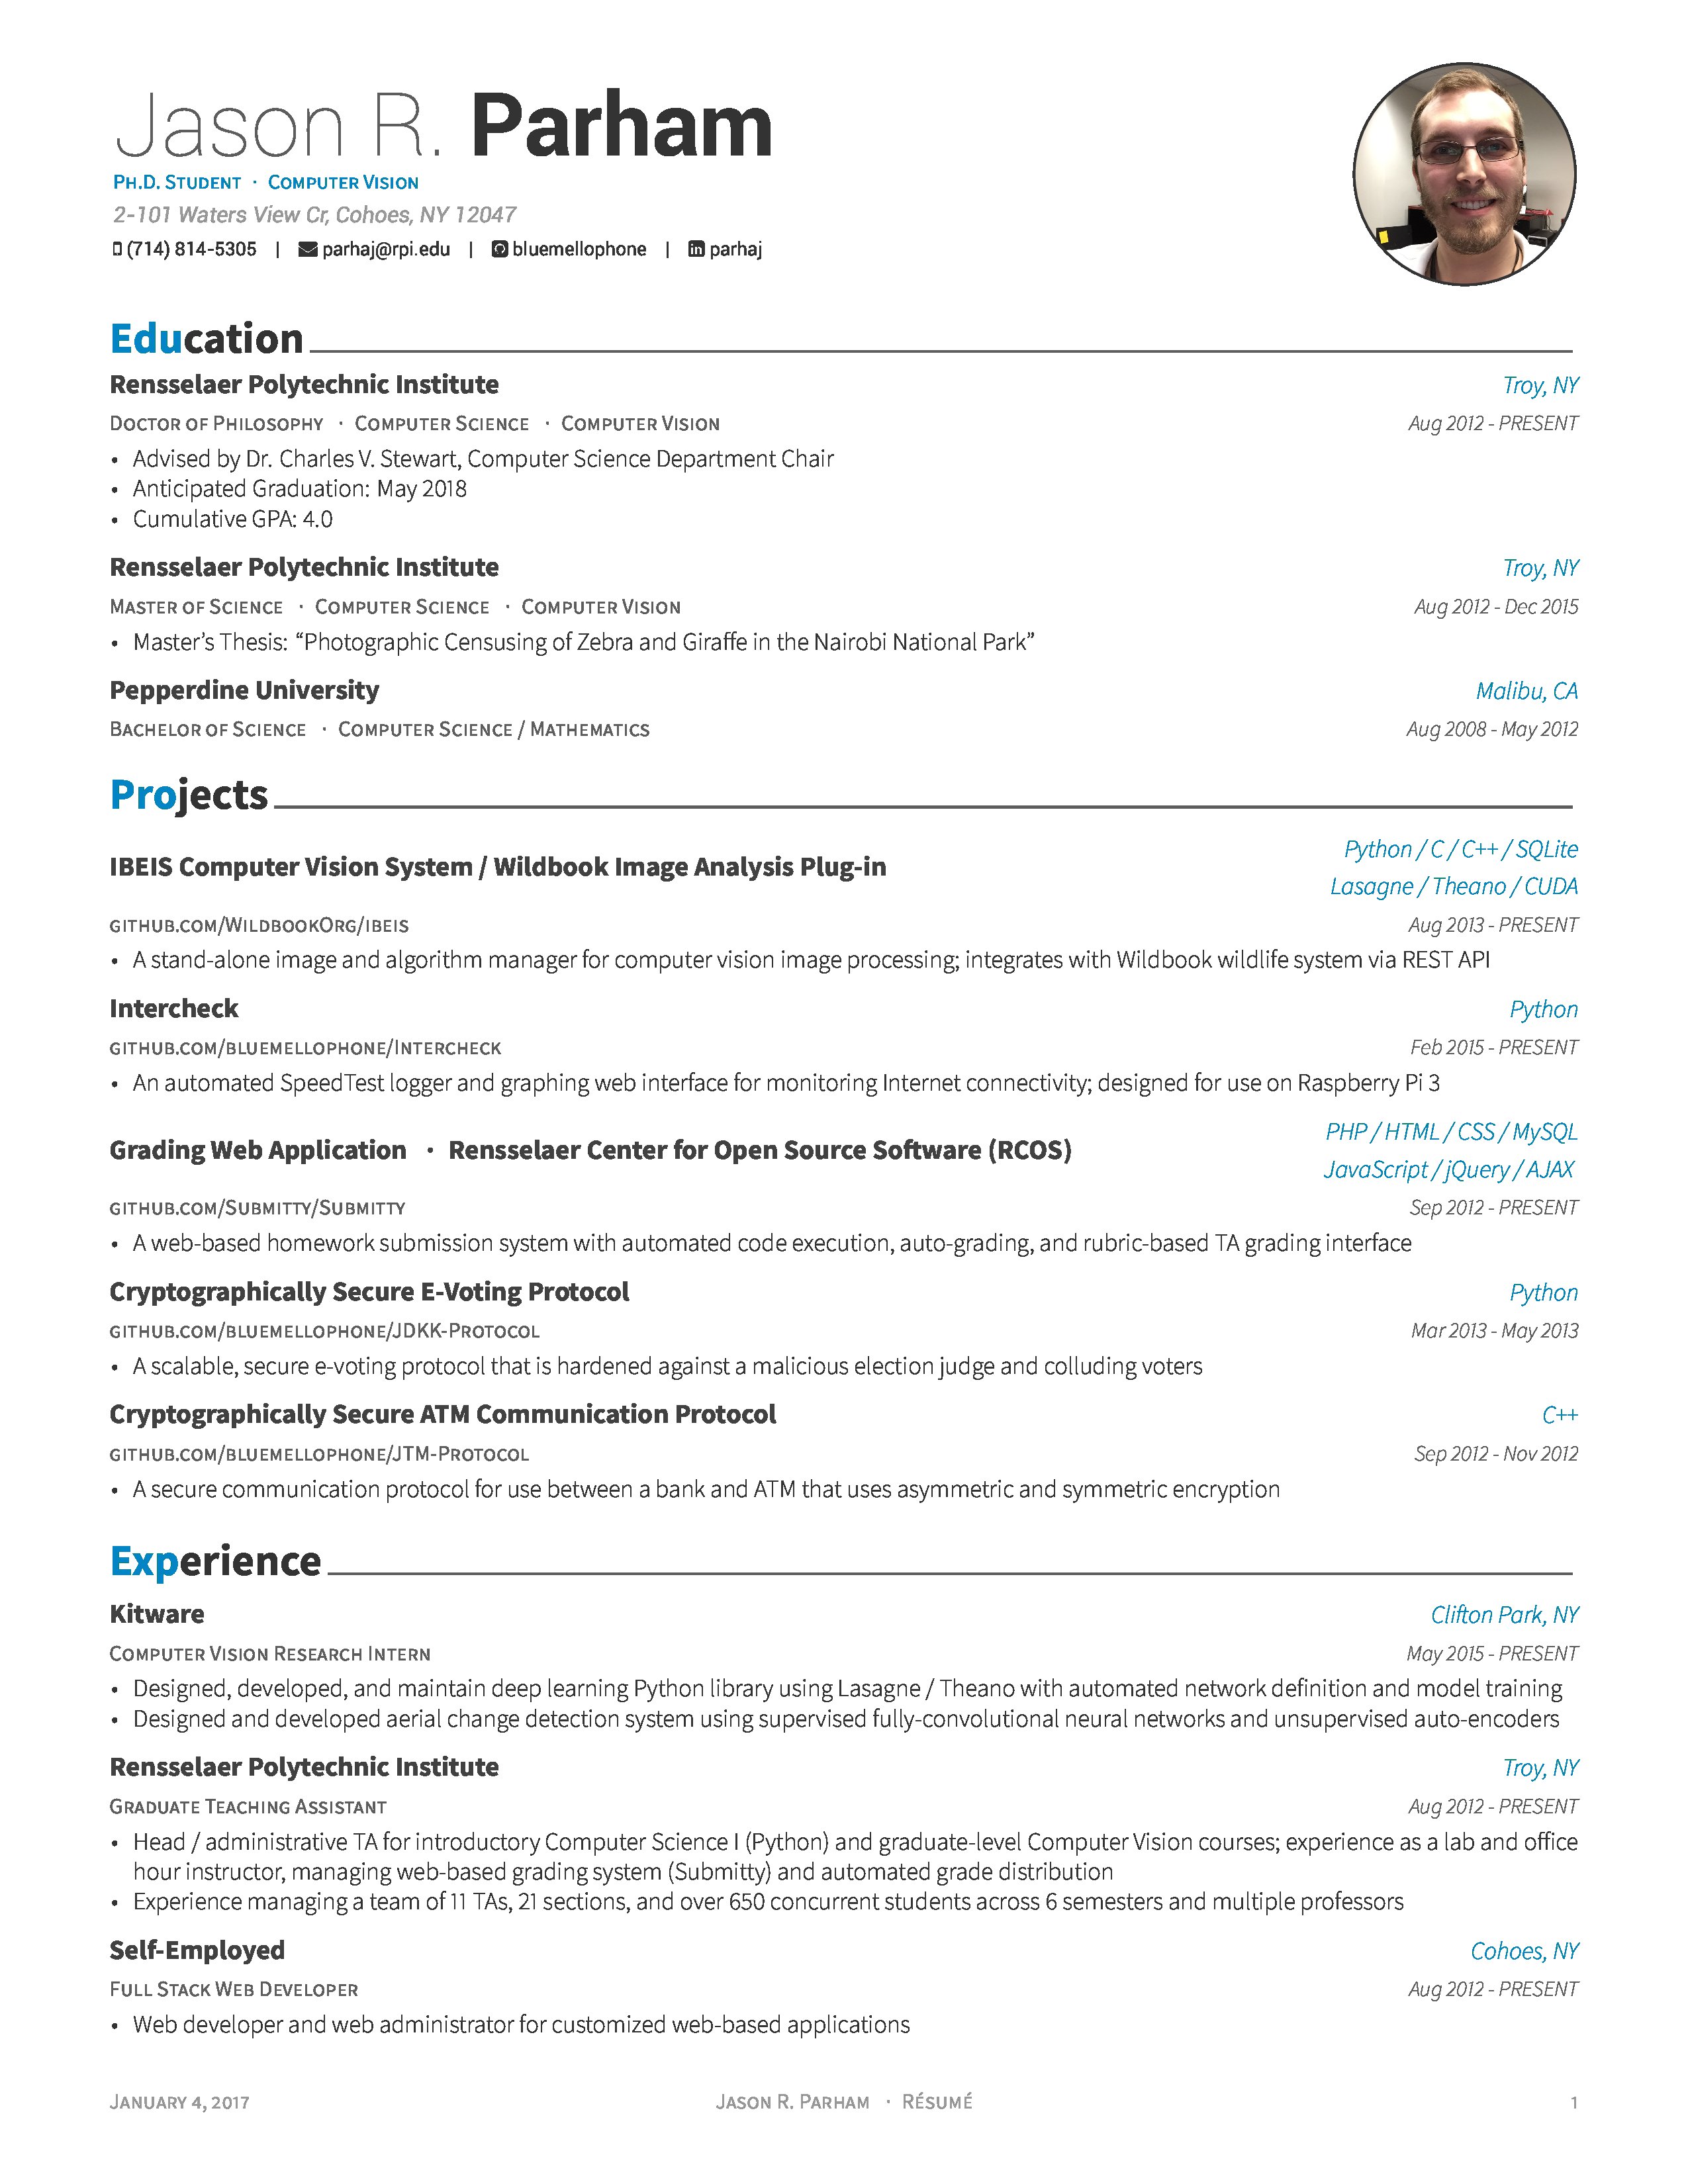 Jason R. Parham
Ph.D. Student · Computer Vision
2-101 Waters View Cr, Cohoes, NY 12047
(714) 814-5305 | parhaj@rpi.edu | bluemellophone | parhaj
Education
Rensselaer Polytechnic Institute Troy, NY
Doctor of Philosophy · Computer Science · Computer Vision Aug 2012 - PRESENT
• Advised by Dr. Charles V. Stewart, Computer Science Department Chair
• Anticipated Graduation: May 2018
• Cumulative GPA: 4.0
Rensselaer Polytechnic Institute Troy, NY
Master of Science · Computer Science · Computer Vision Aug 2012 - Dec 2015
• Master's Thesis: “Photographic Censusing of Zebra and Giraffe in the Nairobi National Park”
Pepperdine University Malibu, CA
Bachelor of Science · Computer Science / Mathematics Aug 2008 - May 2012
Projects
IBEIS Computer Vision System / Wildbook Image Analysis Plug-in Python / C / C++ / SQLite
Lasagne / Theano / CUDA
github.com/WildbookOrg/ibeis Aug 2013 - PRESENT
• A stand-alone image and algorithm manager for computer vision image processing; integrates with Wildbook wildlife system via REST API
Intercheck Python
github.com/bluemellophone/Intercheck Feb 2015 - PRESENT
• An automated SpeedTest logger and graphing web interface for monitoring Internet connectivity; designed for use on Raspberry Pi 3
Grading Web Application · Rensselaer Center for Open Source Software (RCOS) PHP / HTML / CSS / MySQL
JavaScript / jQuery / AJAX
github.com/Submitty/Submitty Sep 2012 - PRESENT
• A web-based homework submission system with automated code execution, auto-grading, and rubric-based TA grading interface
Cryptographically Secure E-Voting Protocol Python
github.com/bluemellophone/JDKK-Protocol Mar 2013 - May 2013
• A scalable, secure e-voting protocol that is hardened against a malicious election judge and colluding voters
Cryptographically Secure ATM Communication Protocol C++
github.com/bluemellophone/JTM-Protocol Sep 2012 - Nov 2012
• A secure communication protocol for use between a bank and ATM that uses asymmetric and symmetric encryption
Experience
Kitware Clifton Park, NY
Computer Vision Research Intern May 2015 - PRESENT
• Designed, developed, and maintain deep learning Python library using Lasagne / Theano with automated network definition and model training
• Designed and developed aerial change detection system using supervised fully-convolutional neural networks and unsupervised auto-encoders
Rensselaer Polytechnic Institute Troy, NY
Graduate Teaching Assistant Aug 2012 - PRESENT
• Head / administrative TA for introductory Computer Science I (Python) and graduate-level Computer Vision courses; experience as a lab and office
hour instructor, managing web-based grading system (Submitty) and automated grade distribution
• Experience managing a team of 11 TAs, 21 sections, and over 650 concurrent students across 6 semesters and multiple professors
Self-Employed Cohoes, NY
Full Stack Web Developer Aug 2012 - PRESENT
• Web developer and web administrator for customized web-based applications
January 4, 2017 Jason R. Parham · Résumé 1